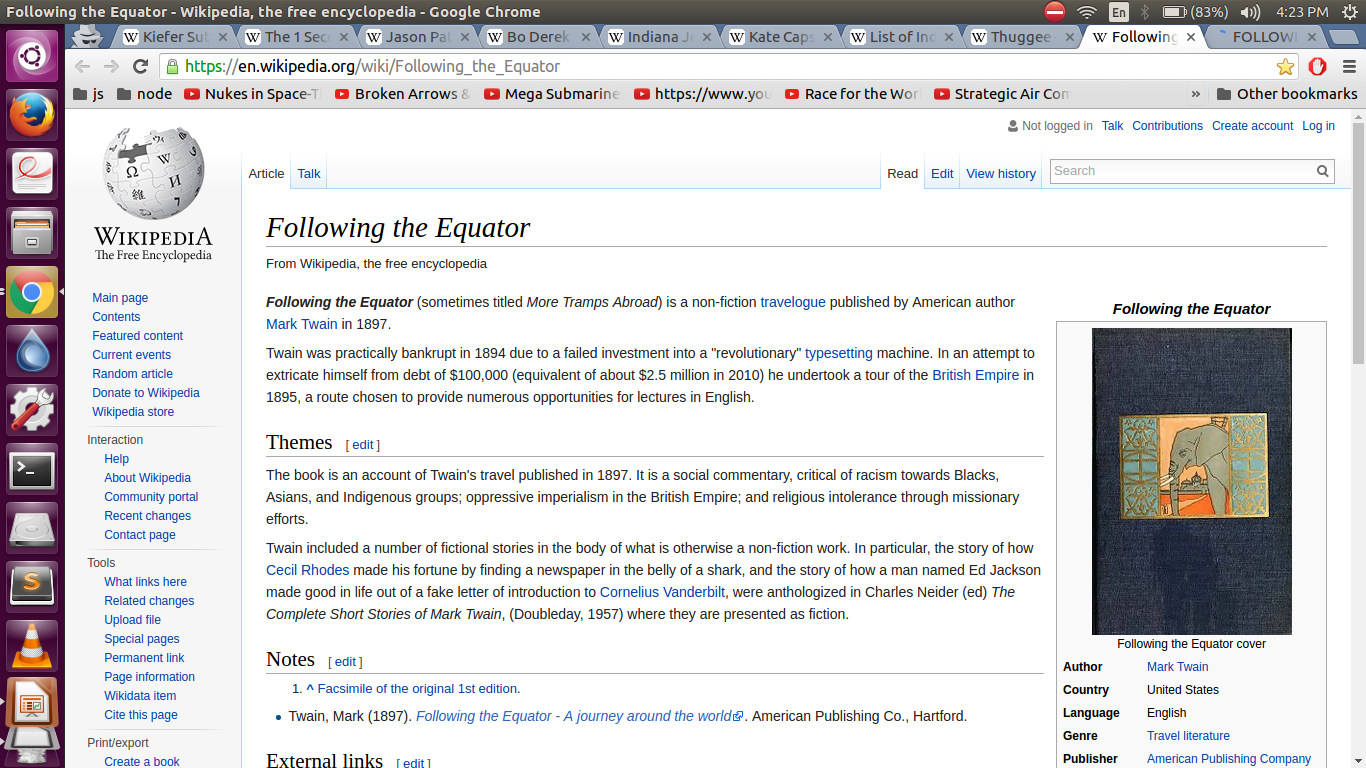 Following the Equator - Wikipedia, the free encyclopedia - Google Chrome
En (83%) 4:23 PM
Kiefer Su The 1 Sec Jason Pa Bo Derek Indiana J Kate Caps List of In Thuggee Following FOLLOW
https://en.wikipedia.org/wiki/Following_the_Equator
js node Nukes in Space-T Broken Arrows & Mega Submarine https://www.you Race for the Wor Strategic Air Com » Other bookmarks
Not logged in Talk Contributions Create account Log in
Article Talk Read Edit View history Search
WIKIPEDIA
The Free Encyclopedia
Main page
Contents
Featured content
Current events
Random article
Donate to Wikipedia
Wikipedia store
Interaction
Help
About Wikipedia
Community portal
Recent changes
Contact page
Tools
What links here
Related changes
Upload file
Special pages
Permanent link
Page information
Wikidata item
Cite this page
Print/export
Create a book
Following the Equator
From Wikipedia, the free encyclopedia
Following the Equator (sometimes titled More Tramps Abroad) is a non-fiction travelogue published by American author
Mark Twain in 1897.
Twain was practically bankrupt in 1894 due to a failed investment into a "revolutionary" typesetting machine. In an attempt to
extricate himself from debt of $100,000 (equivalent of about $2.5 million in 2010) he undertook a tour of the British Empire in
1895, a route chosen to provide numerous opportunities for lectures in English.
Themes [ edit ]
The book is an account of Twain's travel published in 1897. It is a social commentary, critical of racism towards Blacks,
Asians, and Indigenous groups; oppressive imperialism in the British Empire; and religious intolerance through missionary
efforts.
Twain included a number of fictional stories in the body of what is otherwise a non-fiction work. In particular, the story of how
Cecil Rhodes made his fortune by finding a newspaper in the belly of a shark, and the story of how a man named Ed Jackson
made good in life out of a fake letter of introduction to Cornelius Vanderbilt, were anthologized in Charles Neider (ed) The
Complete Short Stories of Mark Twain, (Doubleday, 1957) where they are presented as fiction.
Notes [ edit ]
1. ^ Facsimile of the original 1st edition.
• Twain, Mark (1897). Following the Equator - A journey around the world. American Publishing Co., Hartford.
External links [ edit ]
Following the Equator
Following the Equator cover
Author Mark Twain
Country United States
Language English
Genre Travel literature
Publisher American Publishing Company